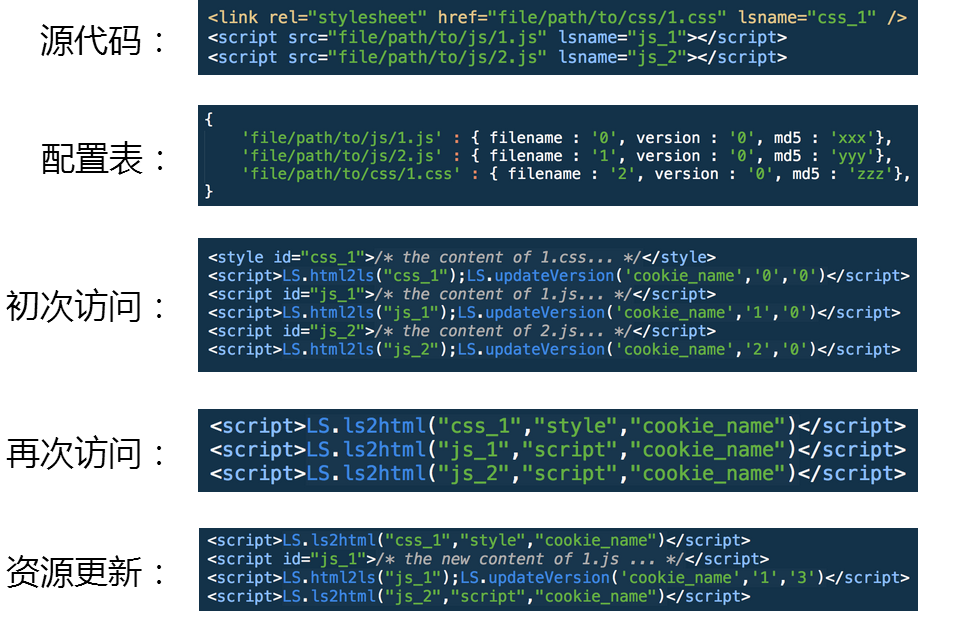 源代码：
<link rel="stylesheet" href="file/path/to/css/1.css" lsname="css_1" />
<script src="file/path/to/js/1.js" lsname="js_1"></script>
<script src="file/path/to/js/2.js" lsname="js_2"></script>
配置表：
{
    'file/path/to/js/1.js' : { filename : '0', version : '0', md5 : 'xxx'},
    'file/path/to/js/2.js' : { filename : '1', version : '0', md5 : 'yyy'},
    'file/path/to/css/1.css' : { filename : '2', version : '0', md5 : 'zzz'},
}
初次访问：
<style id="css_1">/* the content of 1.css... */</style>
<script>LS.html2ls("css_1");LS.updateVersion('cookie_name','0','0')</script>
<script id="js_1">/* the content of 1.js... */</script>
<script>LS.html2ls("js_1");LS.updateVersion('cookie_name','1','0')</script>
<script id="js_2">/* the content of 2.js... */</script>
<script>LS.html2ls("js_2");LS.updateVersion('cookie_name','2','0')</script>
再次访问：
<script>LS.ls2html("css_1","style","cookie_name")</script>
<script>LS.ls2html("js_1","script","cookie_name")</script>
<script>LS.ls2html("js_2","script","cookie_name")</script>
资源更新：
<script>LS.ls2html("css_1","style","cookie_name")</script>
<script id="js_1">/* the new content of 1.js ... */</script>
<script>LS.html2ls("js_1");LS.updateVersion('cookie_name','1','3')</script>
<script>LS.ls2html("js_2","script","cookie_name")</script>